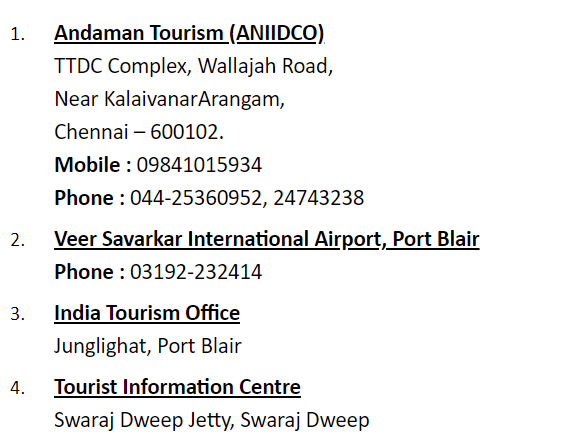 1. Andaman Tourism (ANIIDCO)
TTDC Complex, Wallajah Road,
Near KalaivanarArangam,
Chennai – 600102.
Mobile : 09841015934
Phone : 044-25360952, 24743238
2. Veer Savarkar International Airport, Port Blair
Phone : 03192-232414
3. India Tourism Office
Junglighat, Port Blair
4. Tourist Information Centre
Swaraj Dweep Jetty, Swaraj Dweep